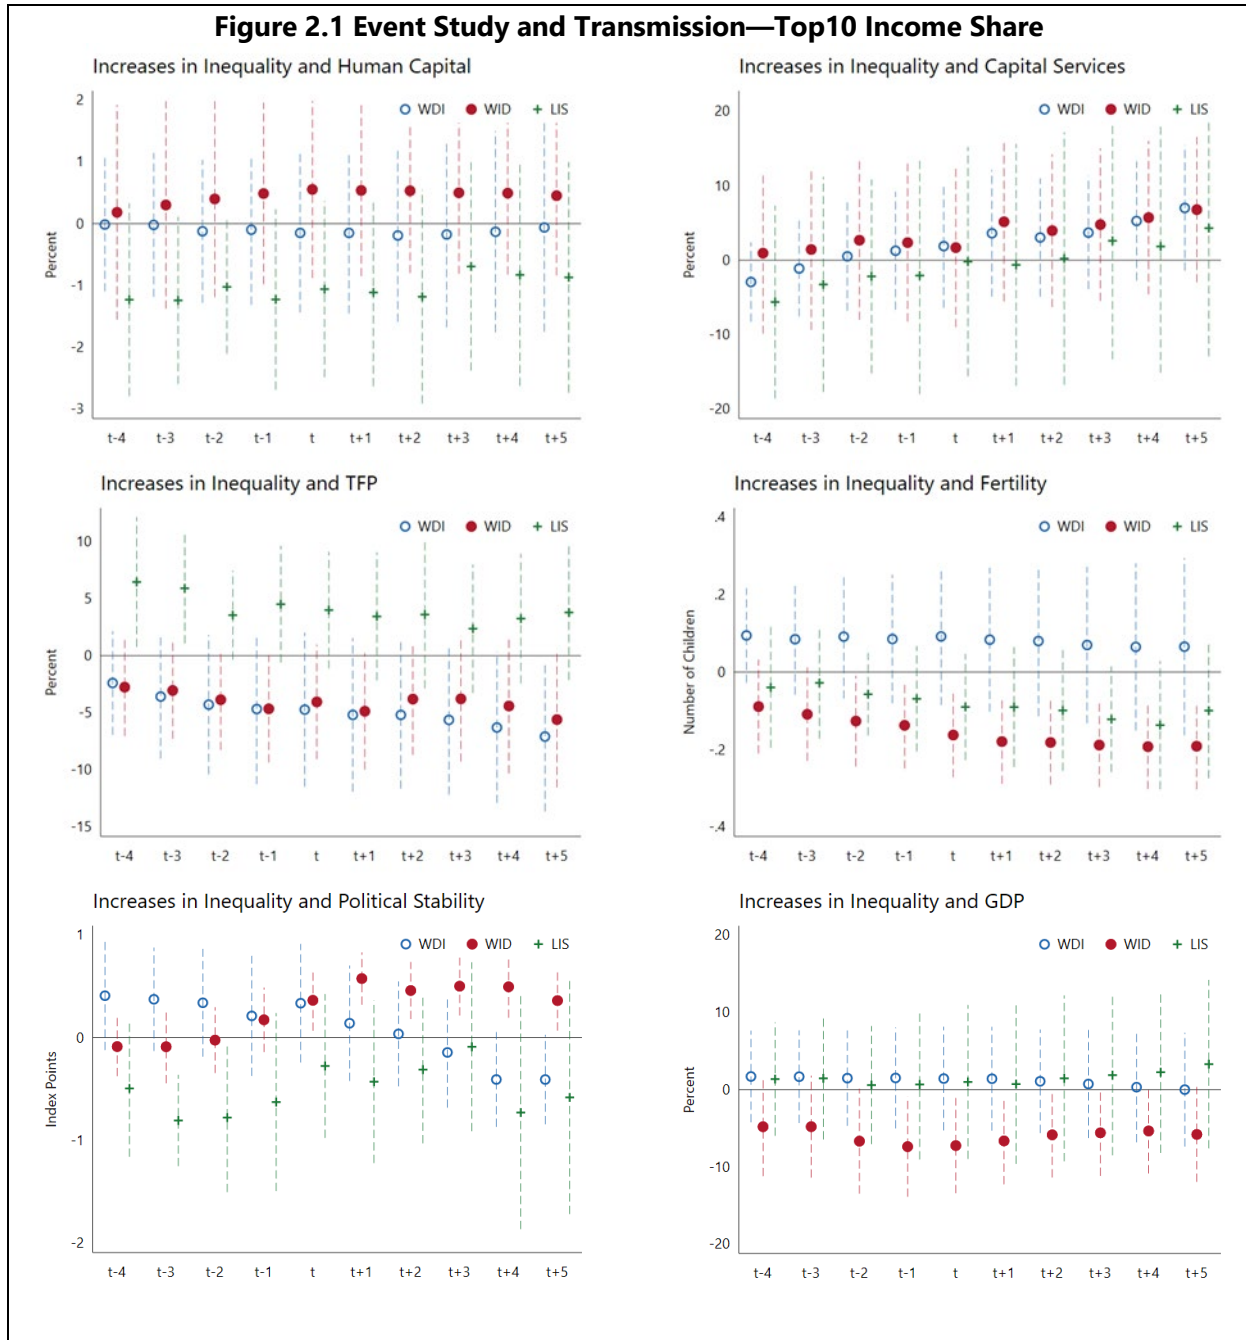 Figure 2.1 Event Study and Transmission—Top10 Income Share
Increases in Inequality and Human Capital
WDI WID LIS
2
1
0
-1
-2
-3
Percent
t-4 t-3 t-2 t-1 t t+1 t+2 t+3 t+4 t+5
Increases in Inequality and Capital Services
WDI WID LIS
20
10
0
-10
-20
Percent
t-4 t-3 t-2 t-1 t t+1 t+2 t+3 t+4 t+5
Increases in Inequality and TFP
WDI WID LIS
10
5
0
-5
-10
-15
Percent
t-4 t-3 t-2 t-1 t t+1 t+2 t+3 t+4 t+5
Increases in Inequality and Fertility
WDI WID LIS
.4
.2
0
-.2
-.4
Number of Children
t-4 t-3 t-2 t-1 t t+1 t+2 t+3 t+4 t+5
Increases in Inequality and Political Stability
WDI WID LIS
1
0
-1
-2
Index Points
t-4 t-3 t-2 t-1 t t+1 t+2 t+3 t+4 t+5
Increases in Inequality and GDP
WDI WID LIS
20
10
0
-10
-20
Percent
t-4 t-3 t-2 t-1 t t+1 t+2 t+3 t+4 t+5